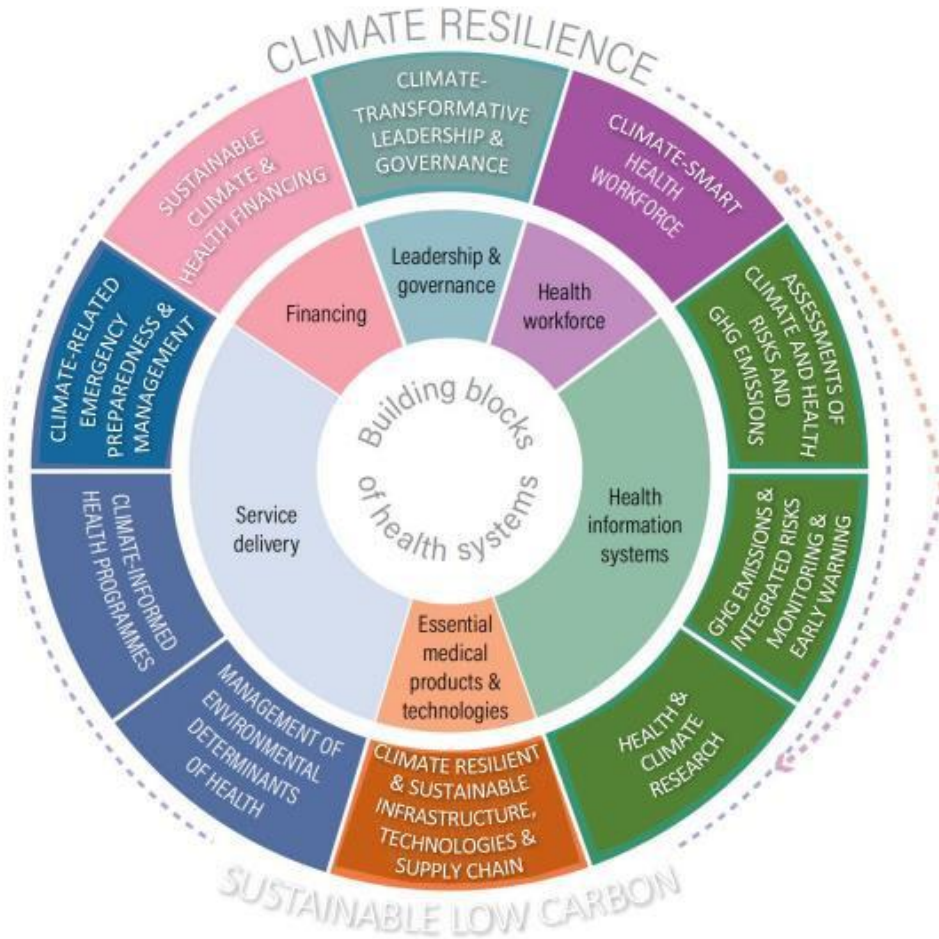 CLIMATE RESILIENCE
CLIMATE-
TRANSFORMATIVE
LEADERSHIP &
GOVERNANCE
CLIMATE-SMART
HEALTH
WORKFORCE
ASSESSMENTS OF
CLIMATE AND HEALTH
RISKS AND
GHG EMISSIONS
GHG EMISSIONS &
INTEGRATED RISKS
MONITORING &
EARLY WARNING
HEALTH &
CLIMATE
RESEARCH
CLIMATE RESILIENT
& SUSTAINABLE
INFRASTRUCTURE,
TECHNOLOGIES &
SUPPLY CHAIN
MANAGEMENT OF
ENVIRONMENTAL
DETERMINANTS
OF HEALTH
CLIMATE-INFORMED
HEALTH PROGRAMMES
CLIMATE-RELATED
EMERGENCY
PREPAREDNESS &
MANAGEMENT
SUSTAINABLE
CLIMATE &
HEALTH FINANCING
Leadership &
governance
Health
workforce
Health
information
systems
Essential
medical
products &
technologies
Service
delivery
Financing
Building blocks
of health systems
SUSTAINABLE LOW CARBON